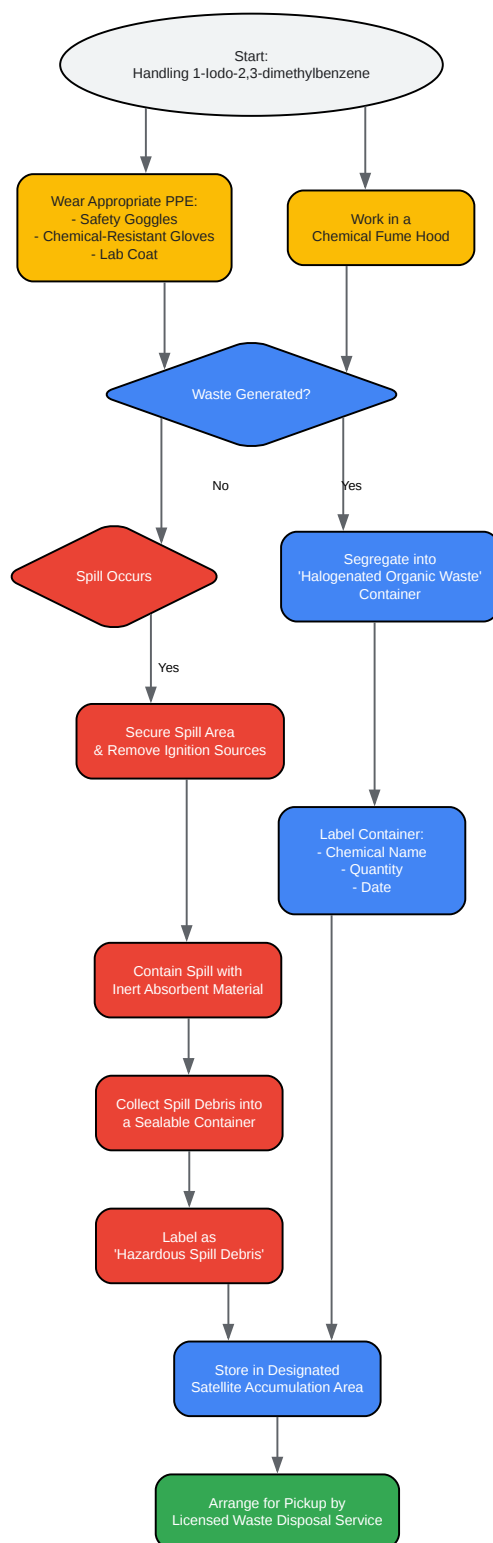 Start:
Handling 1-Iodo-2,3-dimethylbenzene
Wear Appropriate PPE:
- Safety Goggles
- Chemical-Resistant Gloves
- Lab Coat
Work in a
Chemical Fume Hood
Waste Generated?
No
Yes
Spill Occurs
Segregate into
'Halogenated Organic Waste'
Container
Yes
Secure Spill Area
& Remove Ignition Sources
Label Container:
- Chemical Name
- Quantity
- Date
Contain Spill with
Inert Absorbent Material
Collect Spill Debris into
a Sealable Container
Label as
'Hazardous Spill Debris'
Store in Designated
Satellite Accumulation Area
Arrange for Pickup by
Licensed Waste Disposal Service